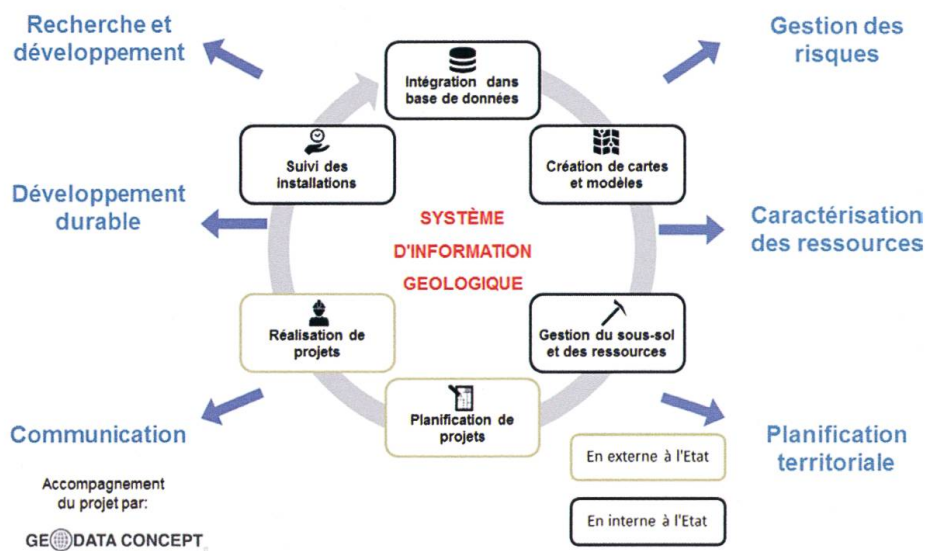 Recherche et
développement
Gestion des
risques
Intégration dans
base de données
Suivi des
installations
Création de cartes
et modèles
Développement
durable
SYSTÈME
D'INFORMATION
GEOLOGIQUE
Caractérisation
des ressources
Réalisation de
projets
Gestion du sous-sol
et des ressources
Planification de
projets
Communication
En externe à l'Etat
Planification
territoriale
Accompagnement
du projet par:
En interne à l'Etat
GEODATA CONCEPT